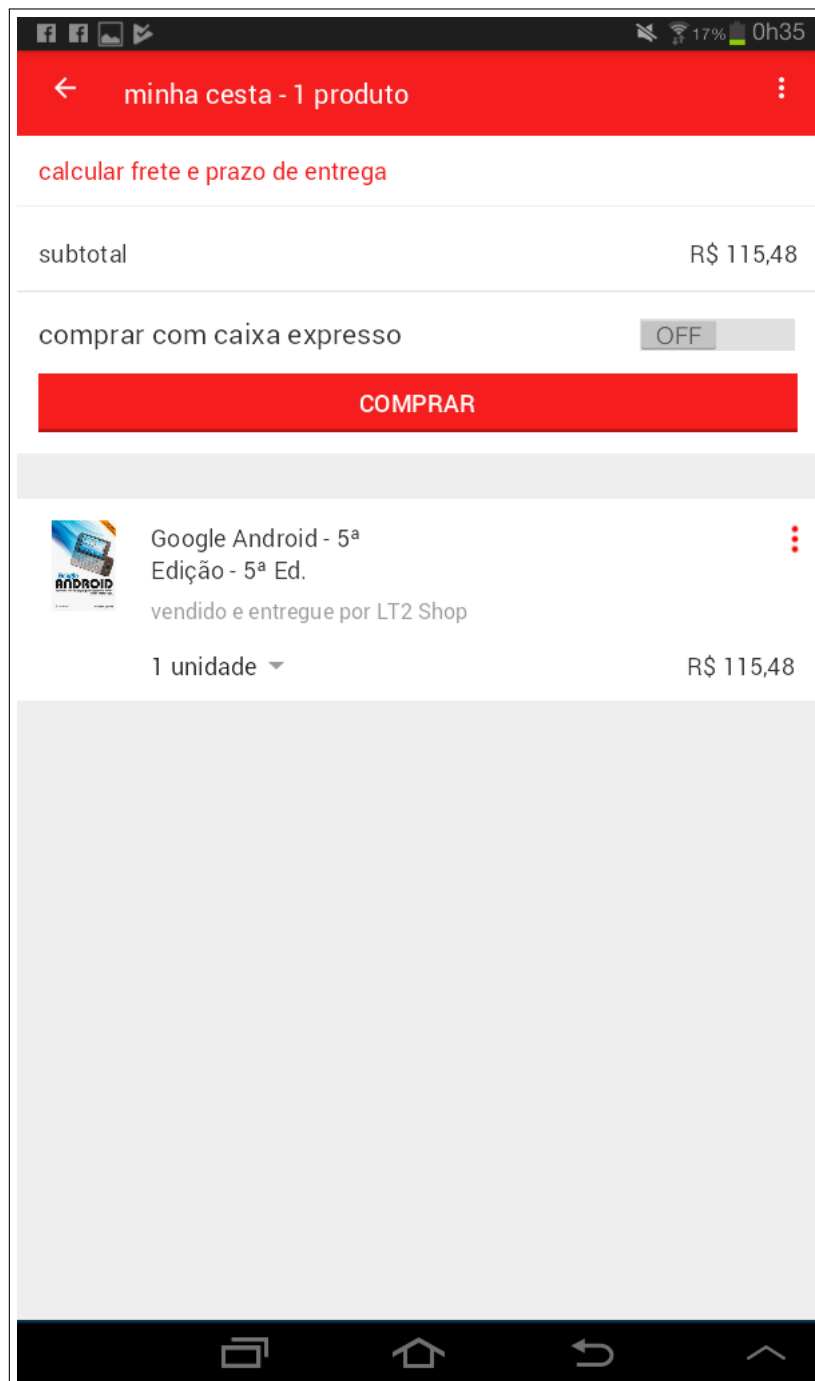 17% 0h35
minha cesta - 1 produto
calcular frete e prazo de entrega
subtotal R$ 115,48
comprar com caixa expresso OFF
COMPRAR
Google Android - 5ª
Edição - 5ª Ed.
ANDROID
vendido e entregue por LT2 Shop
1 unidade R$ 115,48